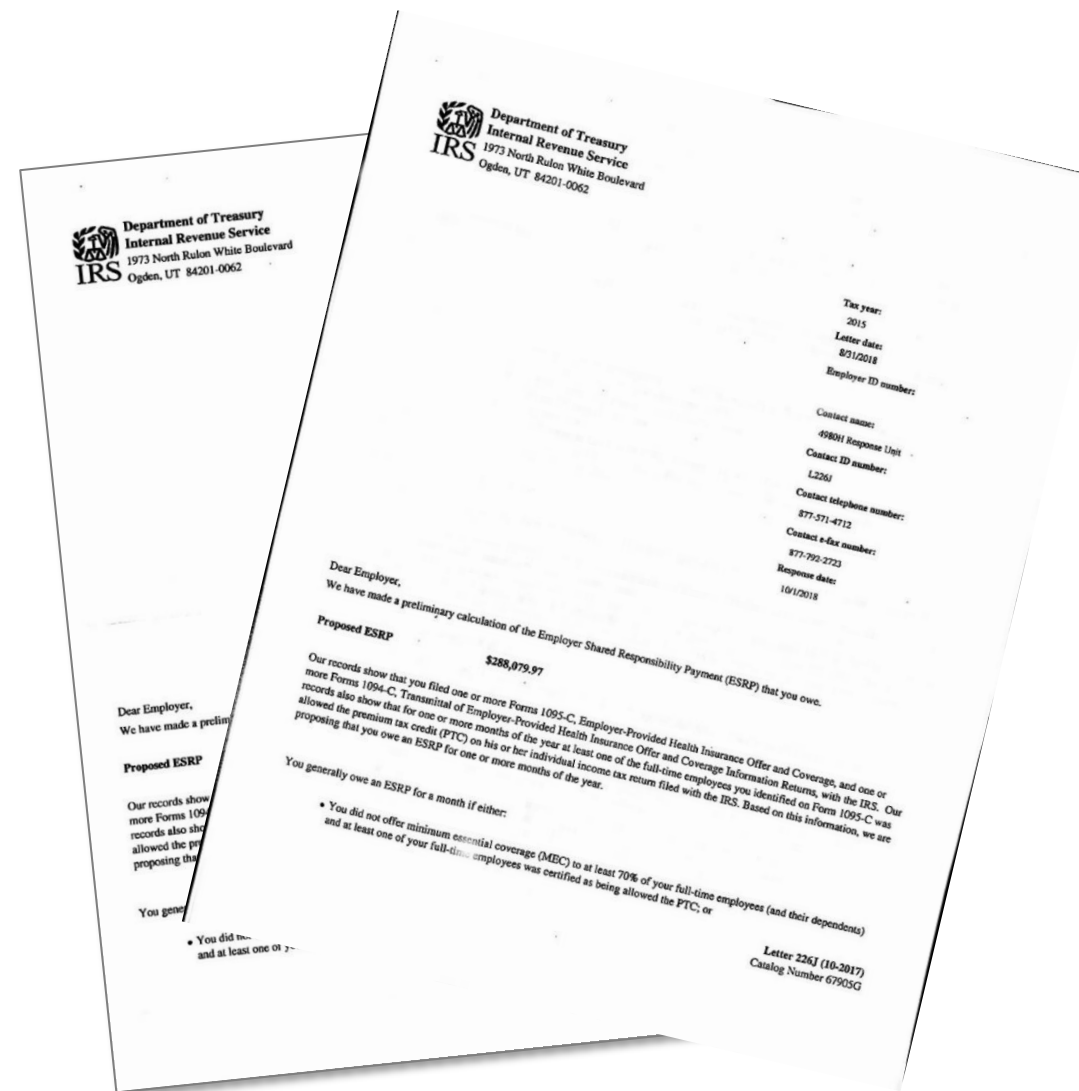 Department of Treasury
Internal Revenue Service
1973 North Rulon White Boulevard
Ogden, UT 84201-0062
IRS
Dear Employer,
We have made a prelim
Proposed ESRP
Our records show
more Forms 109
records also sho
allowed the pr
proposing tha
You gene
• You did
and at least one of
Department of Treasury
Internal Revenue Service
1973 North Rulon White Boulevard
Ogden, UT 84201-0062
IRS
Tax year:
2015
Letter date:
8/31/2018
Employer ID number:
Contact name:
4980H Response Unit
Contact ID number:
L226J
Contact telephone number:
877-571-4712
Contact e-fax number:
877-792-2723
Response date:
10/1/2018
Dear Employer,
We have made a preliminary calculation of the Employer Shared Responsibility Payment (ESRP) that you owe.
Proposed ESRP
$288,079.97
Our records show that you filed one or more Forms 1095-C, Employer-Provided Health Insurance Offer and Coverage, and one or
more Forms 1094-C, Transmittal of Employer-Provided Health Insurance Offer and Coverage Information Returns, with the IRS. Our
records also show that for one or more months of the year at least one of the full-time employees you identified on Form 1095-C was
allowed the premium tax credit (PTC) on his or her individual income tax return filed with the IRS. Based on this information, we are
proposing that you owe an ESRP for one or more months of the year.
You generally owe an ESRP for a month if either:
• You did not offer minimum essential coverage (MEC) to at least 70% of your full-time employees (and their dependents)
and at least one of your full-time employees was certified as being allowed the PTC; or
Letter 226J (10-2017)
Catalog Number 67905G